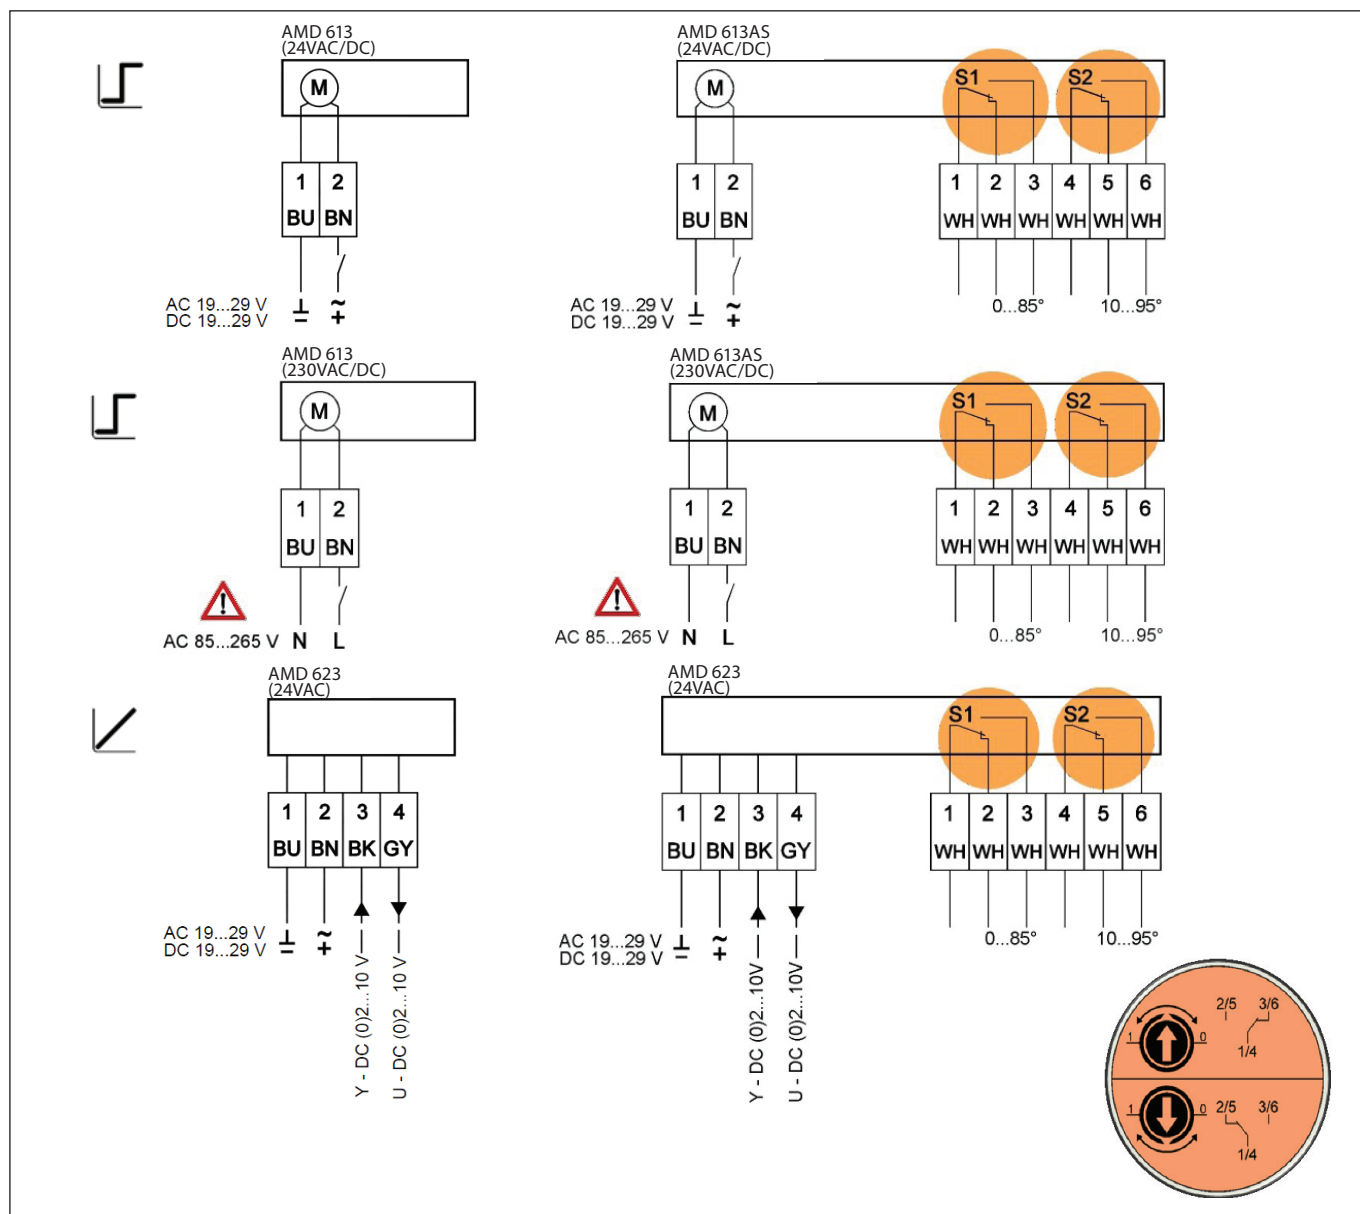 AMD 613
(24VAC/DC)
M
1 2
BU BN
AC 19...29 V
DC 19...29 V
⊥ ~
– +
AMD 613AS
(24VAC/DC)
M
S1 S2
1 2
BU BN
1 2 3 4 5 6
WH WH WH WH WH WH
AC 19...29 V
DC 19...29 V
⊥ ~
– +
0...85° 10...95°
AMD 613
(230VAC/DC)
M
1 2
BU BN
!
AC 85...265 V N L
AMD 613AS
(230VAC/DC)
M
S1 S2
1 2
BU BN
1 2 3 4 5 6
WH WH WH WH WH WH
!
AC 85...265 V N L
0...85° 10...95°
AMD 623
(24VAC)
1 2 3 4
BU BN BK GY
AC 19...29 V
DC 19...29 V
⊥ ~
– +
Y - DC (0)2...10 V
U - DC (0)2...10 V
AMD 623
(24VAC)
S1 S2
1 2 3 4
BU BN BK GY
1 2 3 4 5 6
WH WH WH WH WH WH
AC 19...29 V
DC 19...29 V
⊥ ~
– +
Y - DC (0)2...10V
U - DC (0)2...10V
0...85° 10...95°
2/5 3/6
1 0
1/4
1 0 2/5 3/6
1/4